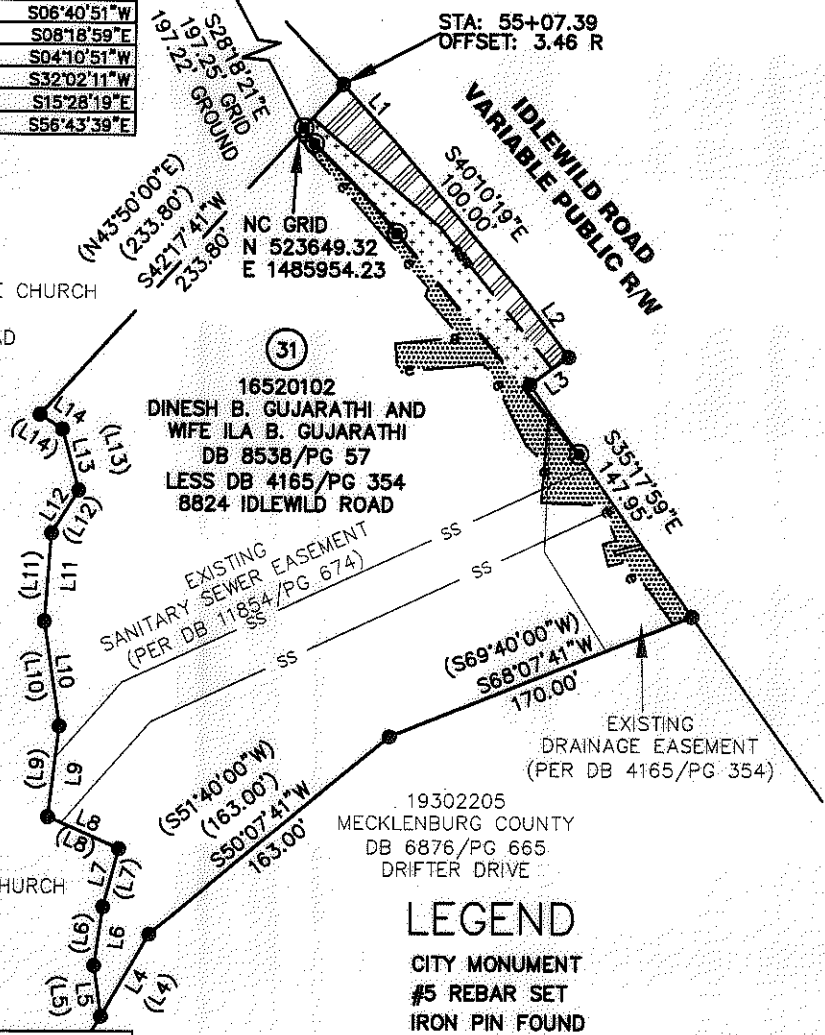 S06°40'51"W
S08°18'59"E
S04°10'51"W
S32°02'11"W
S15°28'19"E
S56°43'39"E
S28°18'21"E
197.25' GRID
197.22' GROUND
STA: 55+07.39
OFFSET: 3.46 R
L1
IDLEWILD ROAD
VARIABLE PUBLIC R/W
S40°10'19"E
100.00'
L2
L3
(N43°50'00"E)
(233.80')
S42°17'41"W
233.80'
NC GRID
N 523649.32
E 1485954.23
E CHURCH
AD
31
16520102
DINESH B. GUJARATHI AND
WIFE ILA B. GUJARATHI
DB 8538/PG 57
LESS DB 4165/PG 354
8824 IDLEWILD ROAD
S35°17'59"E
147.95'
e
e
e
e
e
e
e
e
L14
(L14)
L13
(L13)
L12
(L12)
L11
(L11)
L10
(L10)
L9
(L9)
L8
(L8)
L7
(L7)
L6
(L6)
L5
(L5)
L4
(L4)
EXISTING
SANITARY SEWER EASEMENT
(PER DB 11854/PG 674)
SS
SS
SS
SS
(S69°40'00"W)
S68°07'41"W
170.00'
EXISTING
DRAINAGE EASEMENT
(PER DB 4165/PG 354)
(S51°40'00"W)
(163.00')
S50°07'41"W
163.00'
19302205
MECKLENBURG COUNTY
DB 6876/PG 665
DRIFTER DRIVE
HURCH
LEGEND
CITY MONUMENT
#5 REBAR SET
IRON PIN FOUND